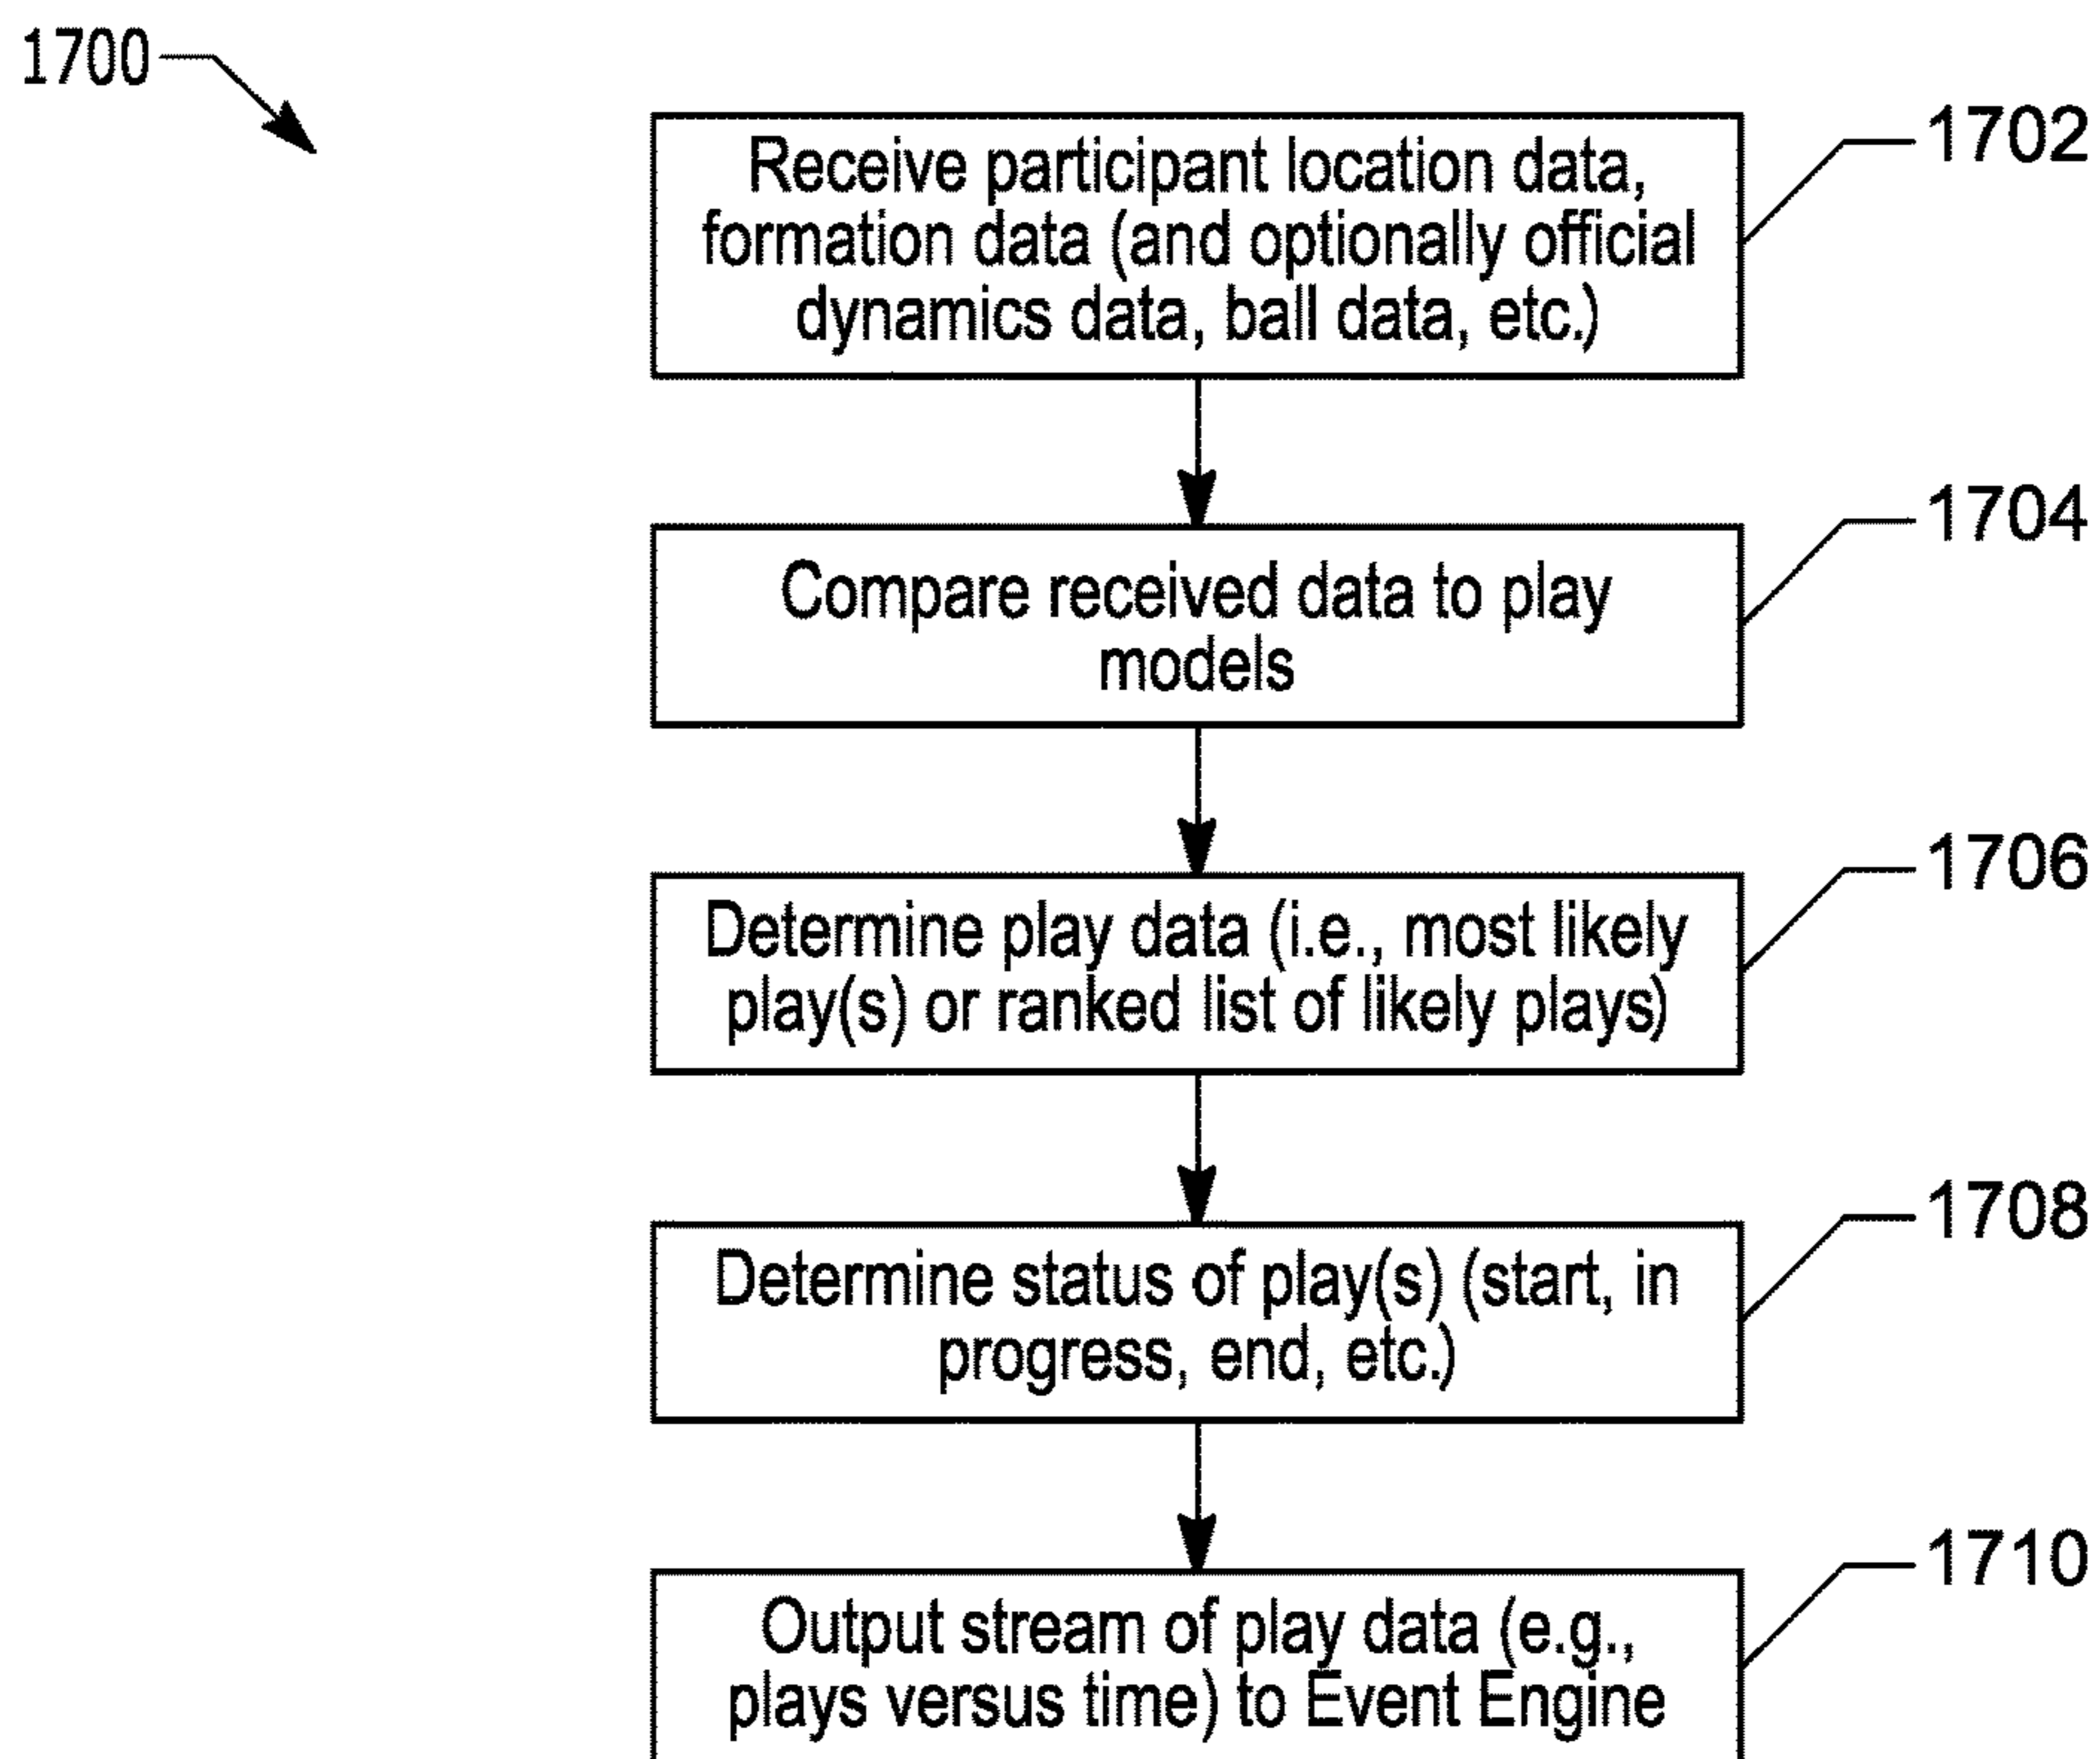 1700
1702
Receive participant location data,
formation data (and optionally official
dynamics data, ball data, etc.)
1704
Compare received data to play
models
1706
Determine play data (i.e., most likely
play(s) or ranked list of likely plays)
1708
Determine status of play(s) (start, in
progress, end, etc.)
1710
Output stream of play data (e.g.,
plays versus time) to Event Engine